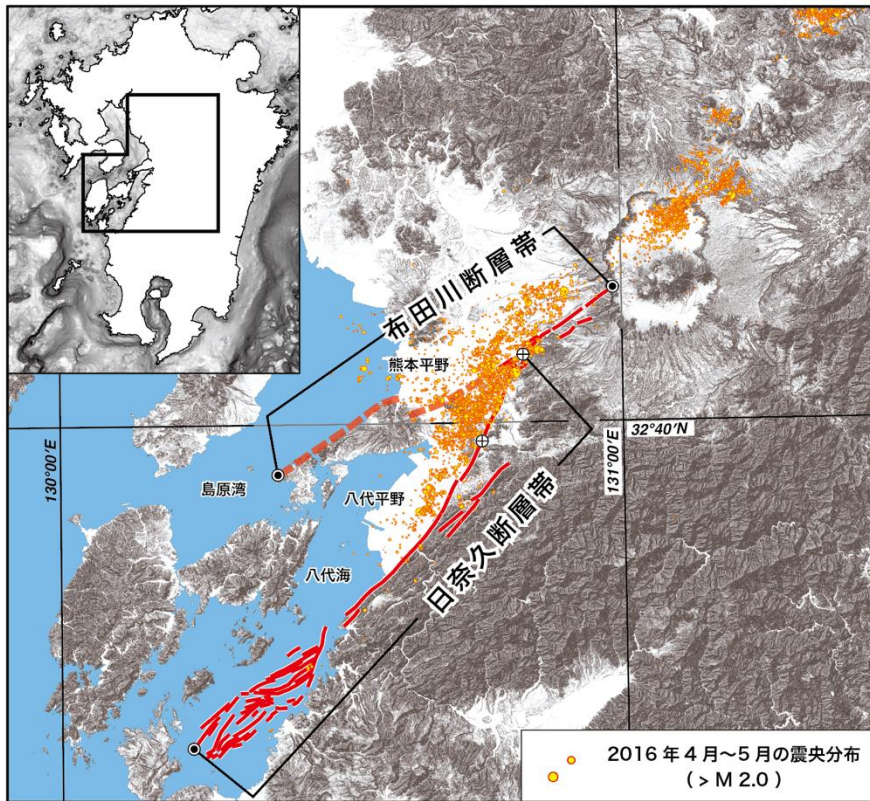 布田川断層帯
熊本平野
130°00′E
131°00′E
32°40′N
島原湾
八代平野
八代海
日奈久断層帯
2016年4月〜5月の震央分布
( > M 2.0 )